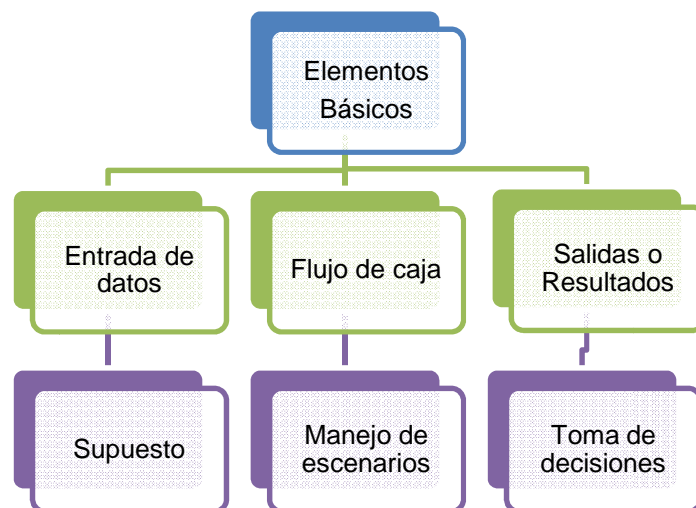 Elementos
Básicos
Entrada de
datos
Flujo de caja
Salidas o
Resultados
Supuesto
Manejo de
escenarios
Toma de
decisiones